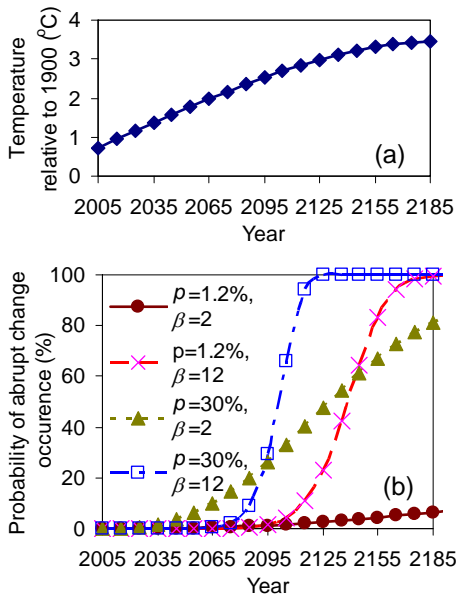 Temperature
relative to 1900 (⁰C)
4
3
2
1
0
(a)
2005 2035 2065 2095 2125 2155 2185
Year
Probability of abrupt change
occurence (%)
100
80
60
40
20
0
p=1.2%,
β=2
p=1.2%,
β=12
p=30%,
β=2
p=30%,
β=12
(b)
2005 2035 2065 2095 2125 2155 2185
Year